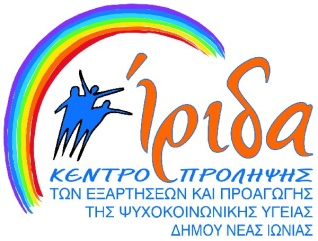 ίριδα
ΚΕΝΤΡΟ ΠΡΟΛΗΨΗΣ
ΤΩΝ ΕΞΑΡΤΗΣΕΩΝ ΚΑΙ ΠΡΟΑΓΩΓΗΣ
ΤΗΣ ΨΥΧΟΚΟΙΝΩΝΙΚΗΣ ΥΓΕΙΑΣ
ΔΗΜΟΥ ΝΕΑΣ ΙΩΝΙΑΣ